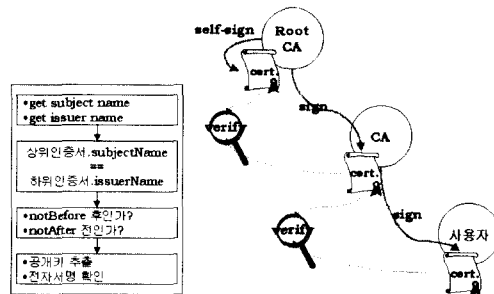 •get subject name
•get issuer name
상위인증서.subjectName
==
하위인증서.issuerName
•notBefore 후인가?
•notAfter 전인가?
•공개키 추출
•전자서명 확인
self-sign
Root
CA
cert.
sign
verify
CA
cert.
sign
verify
사용자
cert.